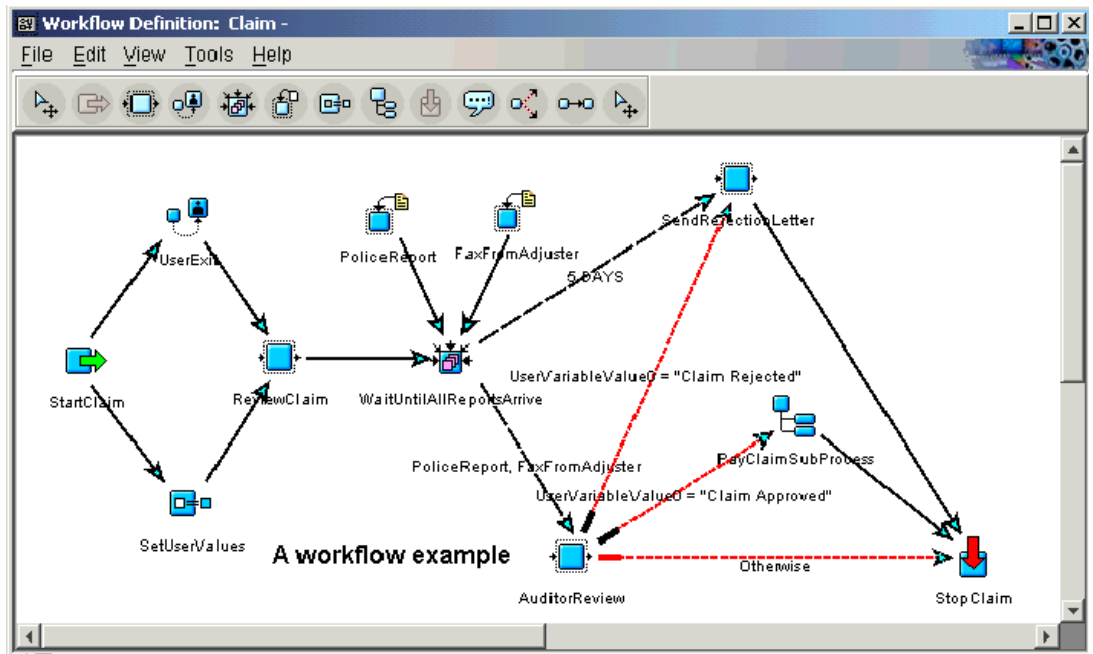 Workflow Definition: Claim -
File Edit View Tools Help
SendRejectionLetter
UserExit
PoliceReport
FaxFromAdjuster
5 DAYS
StartClaim
ReviewClaim
WaitUntilAllReportsArrive
UserVariableValue0 = "Claim Rejected"
PayClaimSubProcess
PoliceReport, FaxFromAdjuster
UserVariableValue0 = "Claim Approved"
SetUserValues
A workflow example
Otherwise
AuditorReview
StopClaim